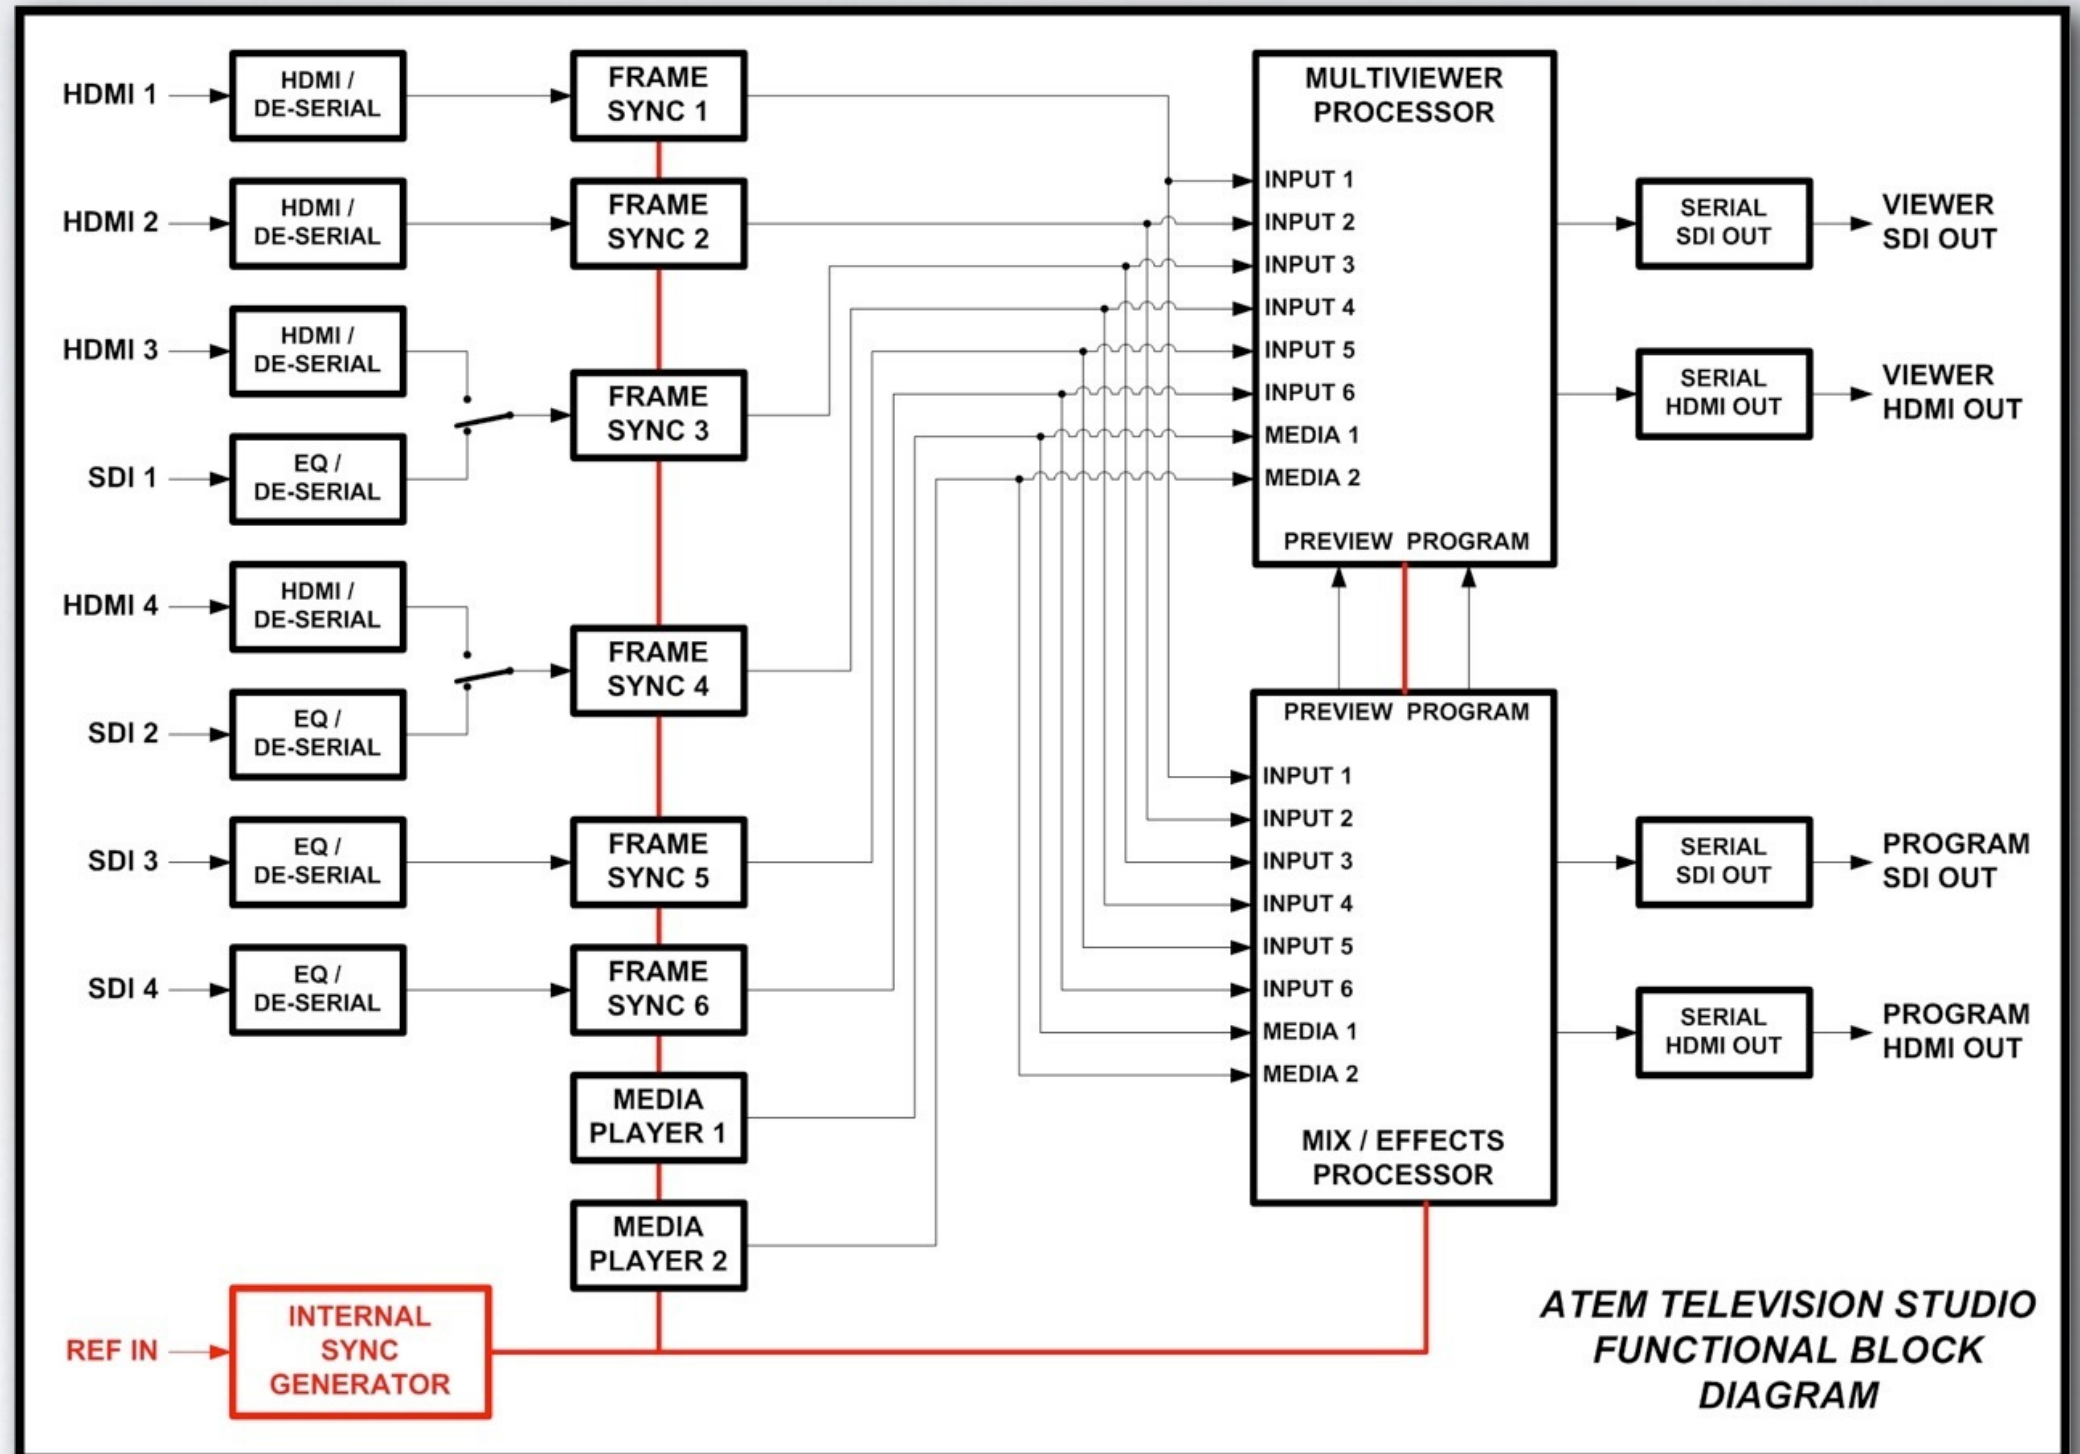 HDMI 1
HDMI /
DE-SERIAL
FRAME
SYNC 1
HDMI 2
HDMI /
DE-SERIAL
FRAME
SYNC 2
HDMI 3
HDMI /
DE-SERIAL
SDI 1
EQ /
DE-SERIAL
FRAME
SYNC 3
HDMI 4
HDMI /
DE-SERIAL
SDI 2
EQ /
DE-SERIAL
FRAME
SYNC 4
SDI 3
EQ /
DE-SERIAL
FRAME
SYNC 5
SDI 4
EQ /
DE-SERIAL
FRAME
SYNC 6
MEDIA
PLAYER 1
MEDIA
PLAYER 2
REF IN
INTERNAL
SYNC
GENERATOR
MULTIVIEWER
PROCESSOR
INPUT 1
INPUT 2
INPUT 3
INPUT 4
INPUT 5
INPUT 6
MEDIA 1
MEDIA 2
PREVIEW PROGRAM
SERIAL
SDI OUT
VIEWER
SDI OUT
SERIAL
HDMI OUT
VIEWER
HDMI OUT
PREVIEW PROGRAM
INPUT 1
INPUT 2
INPUT 3
INPUT 4
INPUT 5
INPUT 6
MEDIA 1
MEDIA 2
MIX / EFFECTS
PROCESSOR
SERIAL
SDI OUT
PROGRAM
SDI OUT
SERIAL
HDMI OUT
PROGRAM
HDMI OUT
ATEM TELEVISION STUDIO
FUNCTIONAL BLOCK
DIAGRAM